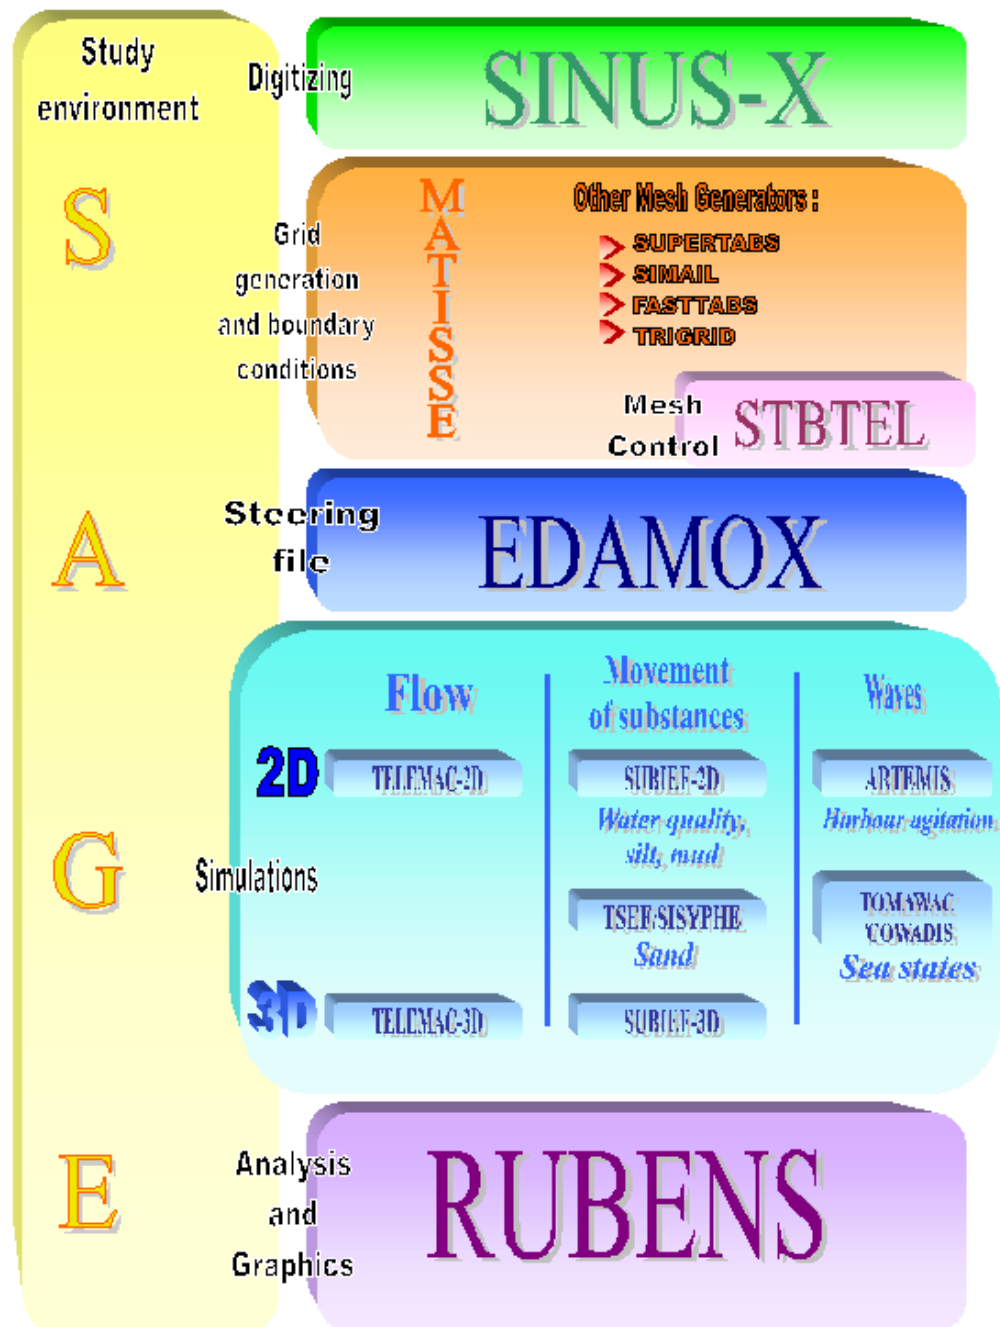 Study
environment
Digitizing
SINUS-X
S
Grid
generation
and boundary
conditions
MATISSE
Other Mesh Generators :
SUPERTABS
SIMAIL
FASTTABS
TRIGRID
Mesh
Control
STBTEL
A
Steering
file
EDAMOX
G
Simulations
Flow
Movement
of substances
Waves
2D
TELEMAC-2D
SUBIEF-2D
ARTEMIS
Water quality,
silt, mud
Harbour agitation
TSEF-SISYPHE
Sand
TOMAWAC
COWADIS
Sea states
3D
TELEMAC-3D
SUBIEF-3D
E
Analysis
and
Graphics
RUBENS